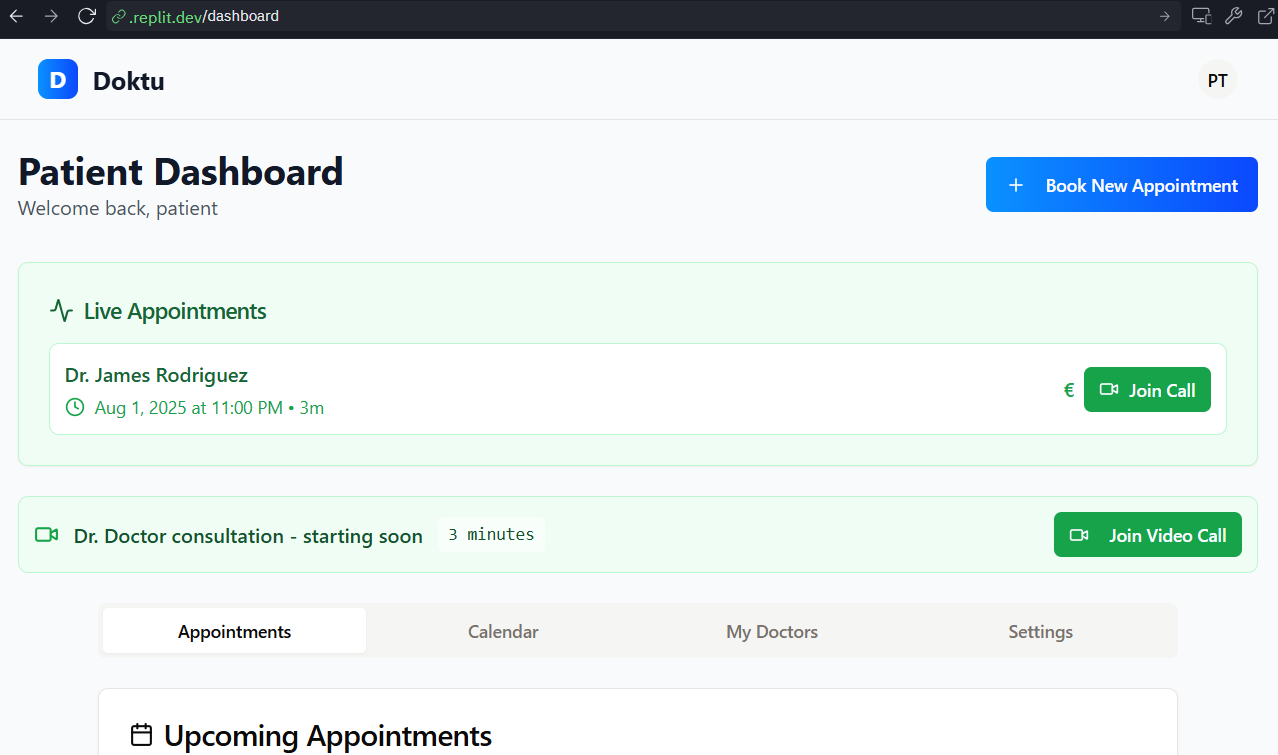 .replit.dev/dashboard
D Doktu
PT
Patient Dashboard
Welcome back, patient
+ Book New Appointment
Live Appointments
Dr. James Rodriguez
Aug 1, 2025 at 11:00 PM • 3m
€ Join Call
Dr. Doctor consultation - starting soon 3 minutes
Join Video Call
Appointments Calendar My Doctors Settings
Upcoming Appointments